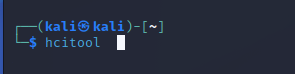 ┌──(kali㉿kali)-[~]
└─$ hcitool